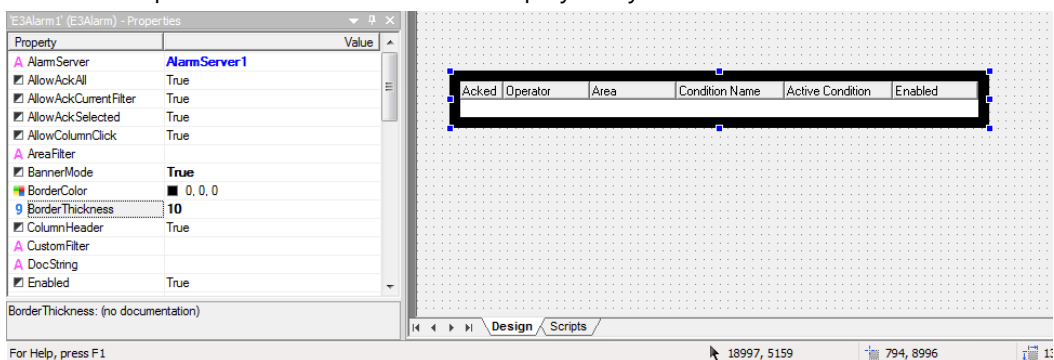 'E3Alarm1' (E3Alarm) - Properties
Property Value
A AlarmServer AlarmServer1
AllowAckAll True
AllowAckCurrentFilter True
AllowAckSelected True
AllowColumnClick True
A AreaFilter
BannerMode True
BorderColor 0, 0, 0
9 BorderThickness 10
ColumnHeader True
A CustomFilter
A DocString
Enabled True
BorderThickness: (no documentation)
Acked Operator Area Condition Name Active Condition Enabled
Design Scripts
For Help, press F1 18997, 5159 794, 8996